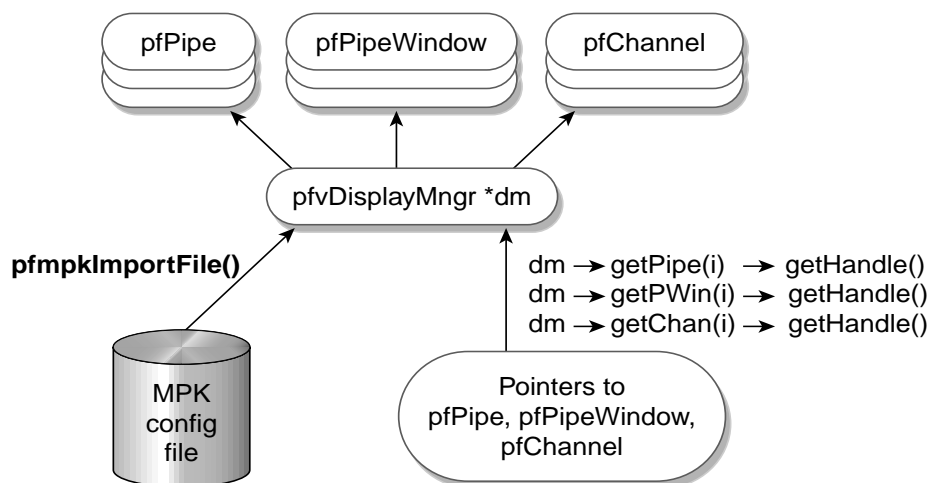 pfPipe
pfPipeWindow
pfChannel
pfvDisplayMngr *dm
pfmpkImportFile()
dm → getPipe(i) → getHandle()
dm → getPWin(i) → getHandle()
dm → getChan(i) → getHandle()
MPK
config
file
Pointers to
pfPipe, pfPipeWindow,
pfChannel